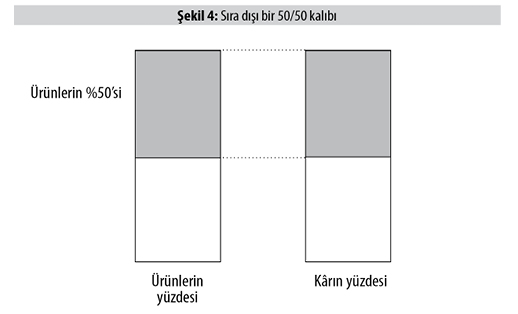 Şekil 4: Sıra dışı bir 50/50 kalıbı
Ürünlerin %50'si
Ürünlerin
yüzdesi
Kârın yüzdesi